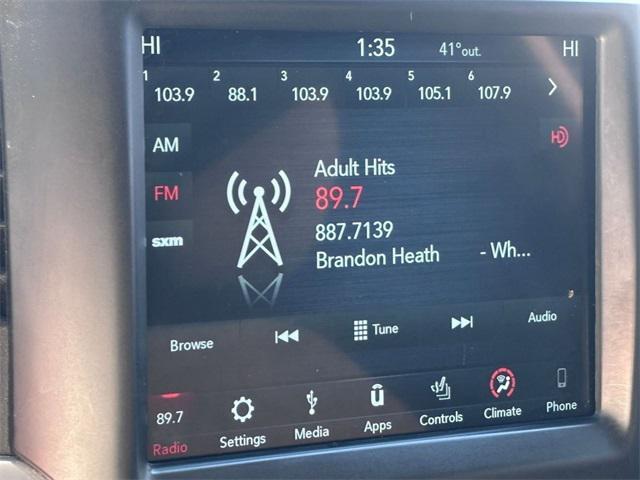 HI 1:35 41°out. HI
1 2 3 4 5 6
103.9 88.1 103.9 103.9 105.1 107.9
AM
HD
Adult Hits
FM 89.7
887.7139
sxm
Brandon Heath - Wh...
Browse Tune Audio
89.7
Radio Settings Media Apps Controls Climate Phone